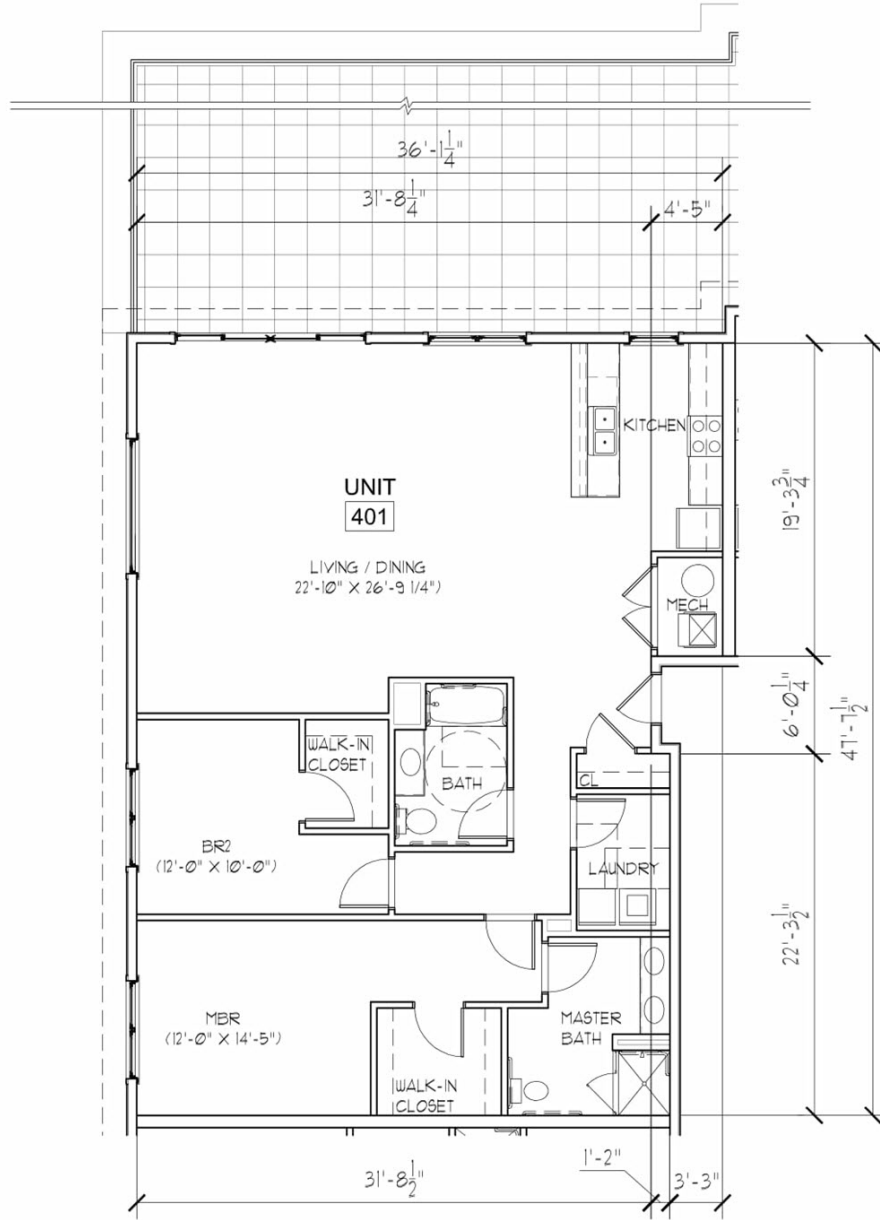 36'-1 1/4"
31'-8 1/4"
4'-5"
KITCHEN
UNIT
401
19'-3 3/4"
LIVING / DINING
22'-10" X 26'-9 1/4")
MECH
6'-0 1/4"
47'-7 1/2"
WALK-IN
CLOSET
BATH
CL
BR2
(12'-0" X 10'-0")
LAUNDRY
22'-3 1/2"
MBR
(12'-0" X 14'-5")
MASTER
BATH
WALK-IN
CLOSET
31'-8 1/2"
1'-2"
3'-3"